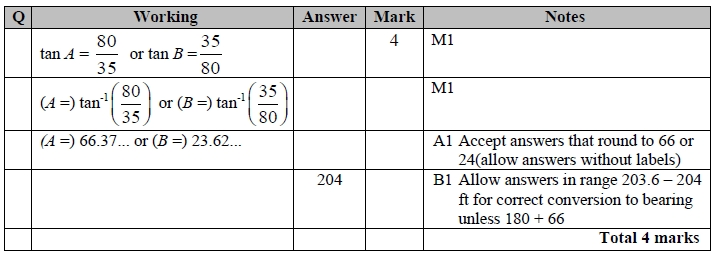 Q Working Answer Mark Notes
tan A = 80/35 or tan B = 35/80 4 M1
(A =) tan⁻¹(80/35) or (B =) tan⁻¹(35/80) M1
(A =) 66.37... or (B =) 23.62... A1 Accept answers that round to 66 or
24(allow answers without labels)
204 B1 Allow answers in range 203.6 – 204
ft for correct conversion to bearing
unless 180 + 66
Total 4 marks